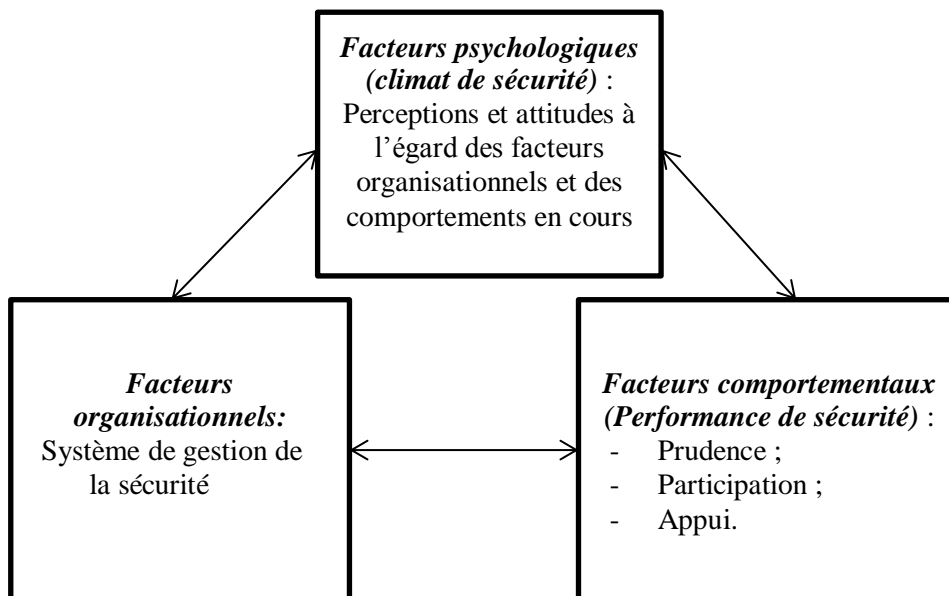 Facteurs psychologiques
(climat de sécurité) :
Perceptions et attitudes à
l’égard des facteurs
organisationnels et des
comportements en cours
Facteurs
organisationnels:
Système de gestion de
la sécurité
Facteurs comportementaux
(Performance de sécurité) :
- Prudence ;
- Participation ;
- Appui.